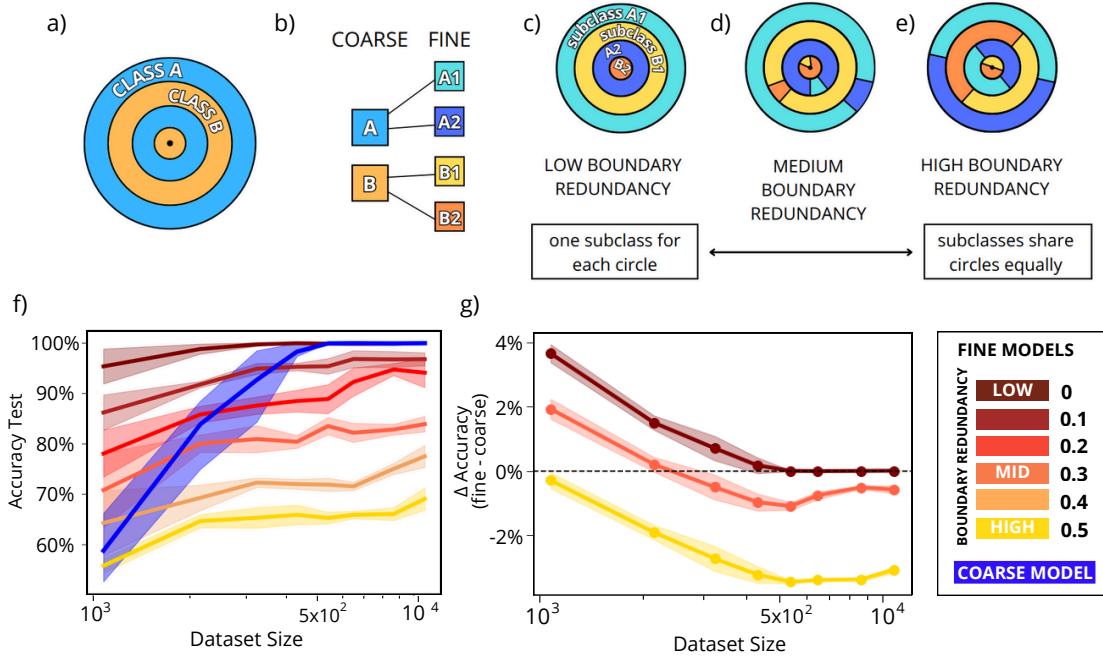 a)
CLASS A
CLASS B
b)
COARSE
FINE
A
B
A1
A2
B1
B2
c)
subclass A1
subclass B1
A2
B2
LOW BOUNDARY
REDUNDANCY
d)
MEDIUM
BOUNDARY
REDUNDANCY
e)
HIGH BOUNDARY
REDUNDANCY
one subclass for
each circle
subclasses share
circles equally
f)
100%
90%
80%
70%
60%
Accuracy Test
10³
5x10²
10⁴
Dataset Size
g)
4%
2%
0%
-2%
Δ Accuracy
(fine - coarse)
10³
5x10²
10⁴
Dataset Size
FINE MODELS
BOUNDARY REDUNDANCY
LOW 0
0.1
0.2
MID 0.3
0.4
HIGH 0.5
COARSE MODEL